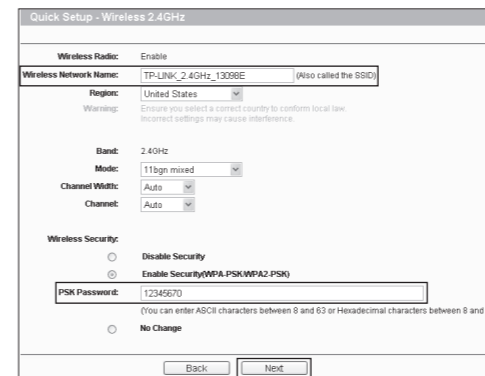 Quick Setup - Wireless 2.4GHz
Wireless Radio: Enable
Wireless Network Name: TP-LINK_2.4GHz_13098E (Also called the SSID)
Region: United States
Warning: Ensure you select a correct country to conform local law.
Incorrect settings may cause interference.
Band: 2.4GHz
Mode: 11bgn mixed
Channel Width: Auto
Channel: Auto
Wireless Security:
Disable Security
Enable Security(WPA-PSK/WPA2-PSK)
PSK Password: 12345670
(You can enter ASCII characters between 8 and 63 or Hexadecimal characters between 8 and
No Change
Back Next